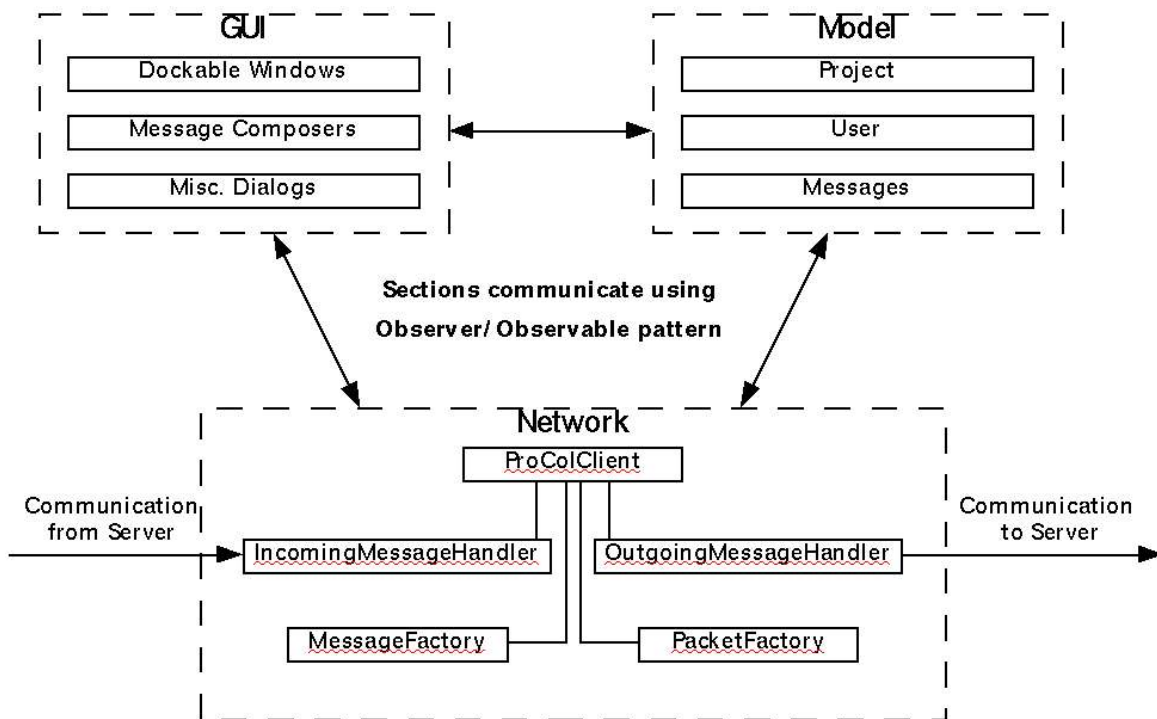 GUI
Dockable Windows
Message Composers
Misc. Dialogs
Model
Project
User
Messages
Sections communicate using
Observer/ Observable pattern
Network
ProColClient
Communication
from Server
IncomingMessageHandler
OutgoingMessageHandler
Communication
to Server
MessageFactory
PacketFactory